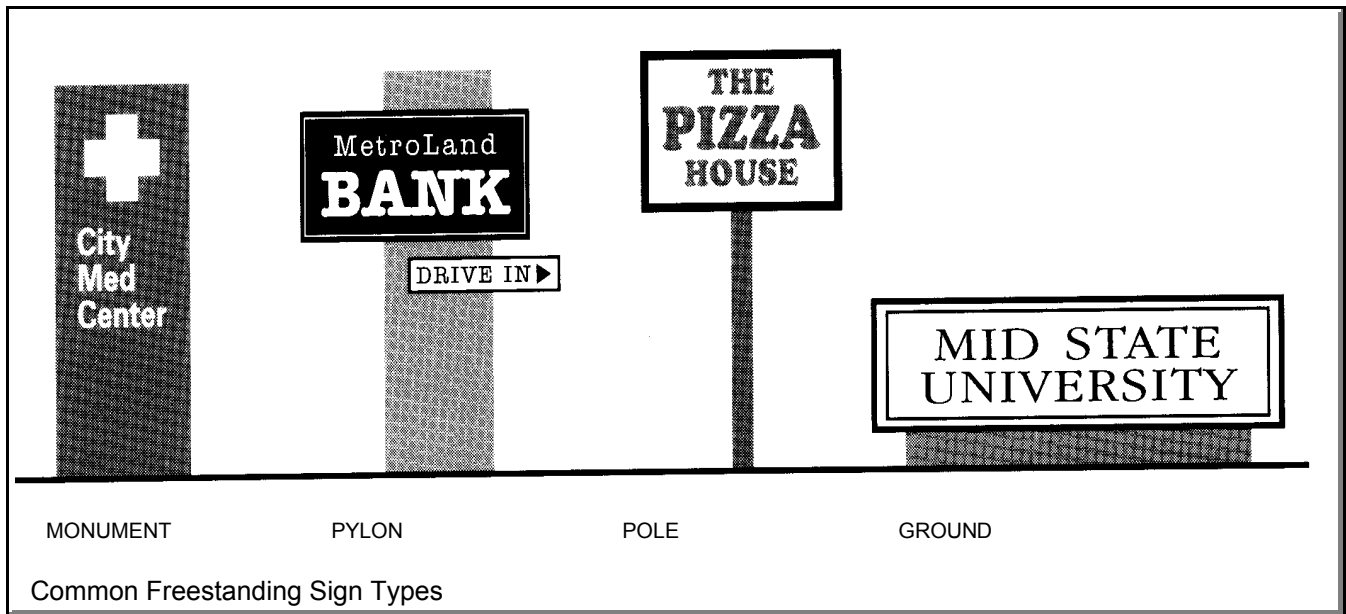 City
Med
Center
MetroLand
BANK
DRIVE IN
THE
PIZZA
HOUSE
MID STATE
UNIVERSITY
MONUMENT
PYLON
POLE
GROUND
Common Freestanding Sign Types